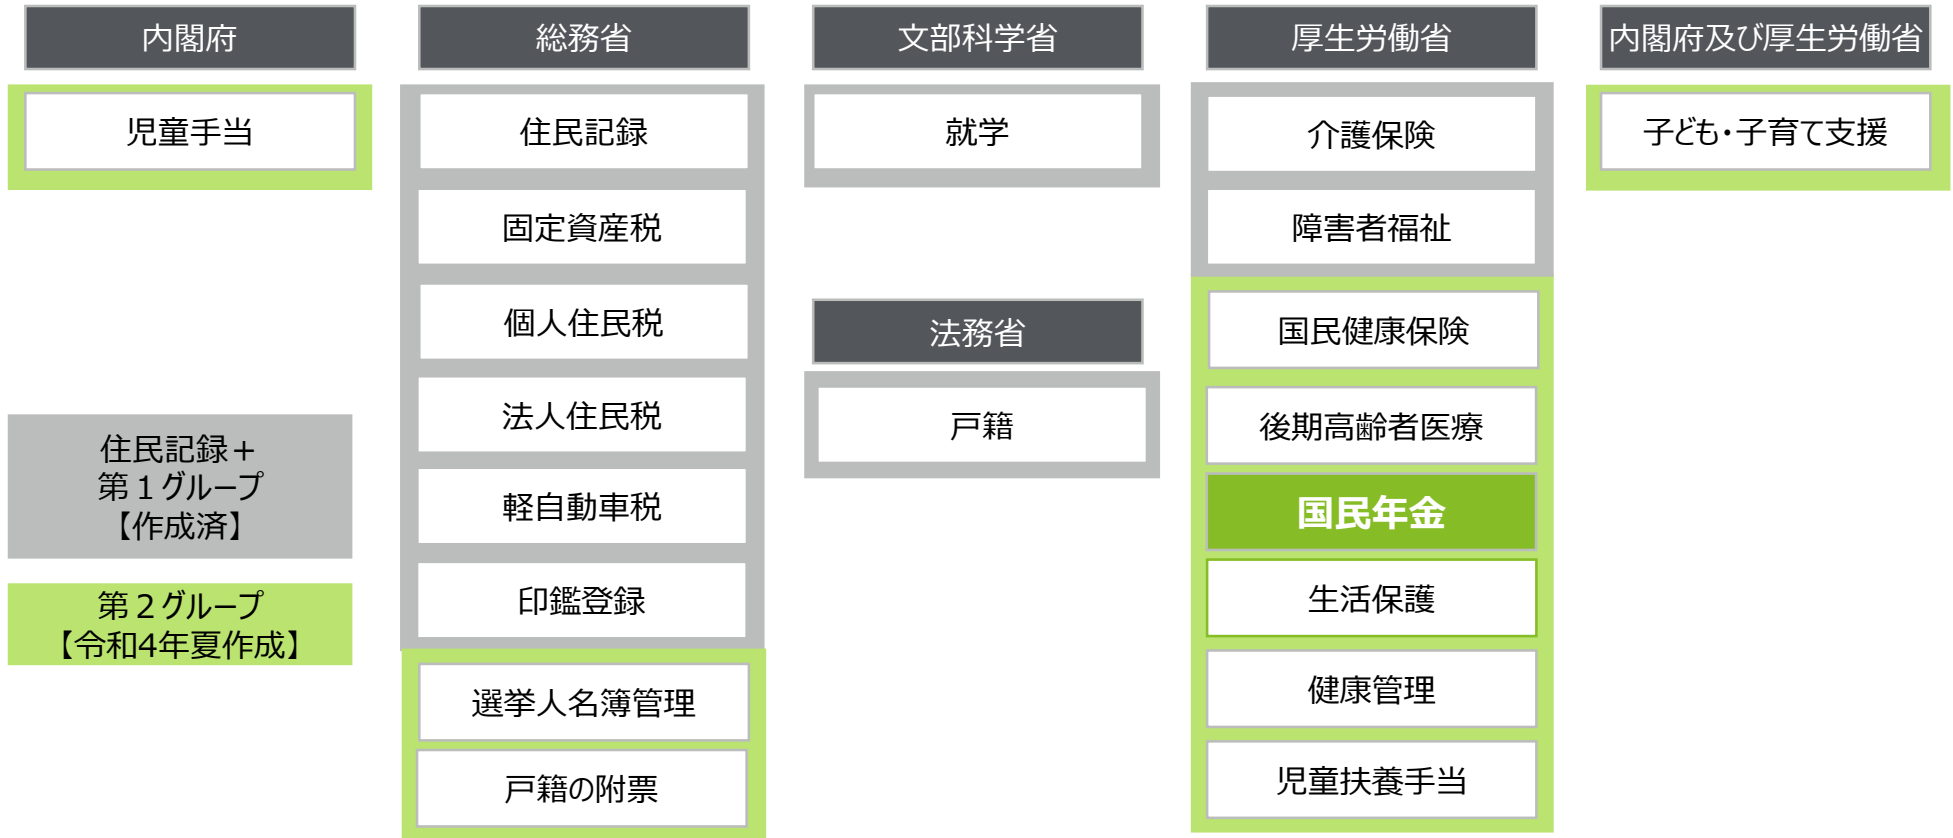 内閣府
児童手当
住民記録＋
第１グループ
【作成済】
第２グループ
【令和4年夏作成】
総務省
住民記録
固定資産税
個人住民税
法人住民税
軽自動車税
印鑑登録
選挙人名簿管理
戸籍の附票
文部科学省
就学
法務省
戸籍
厚生労働省
介護保険
障害者福祉
国民健康保険
後期高齢者医療
国民年金
生活保護
健康管理
児童扶養手当
内閣府及び厚生労働省
子ども・子育て支援